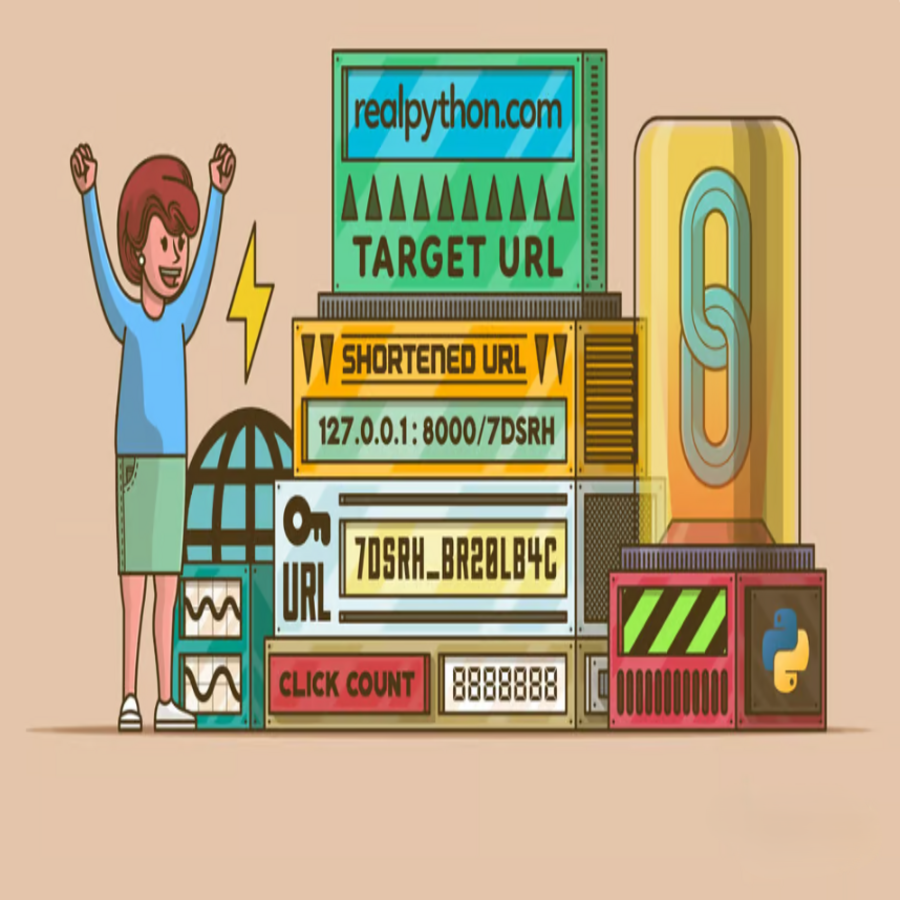 realpython.com
TARGET URL
SHORTENED URL
127.0.0.1:8000/7DSRH
URL
7DSRH_BR20LB4C
CLICK COUNT
8888888